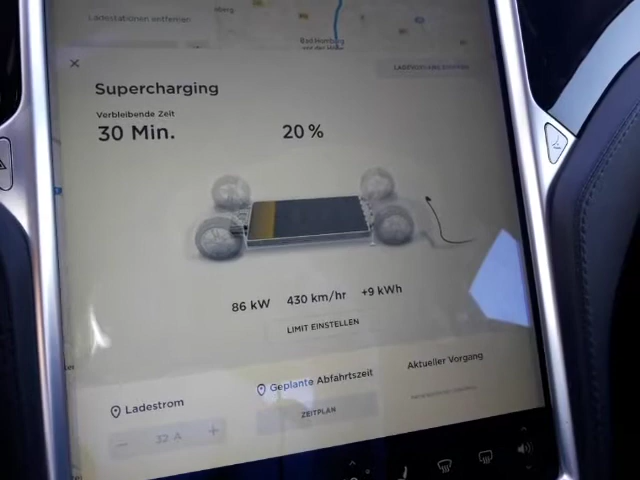 Ladestationen entfernen
Bad Homburg
vor der Höhe
Supercharging
Verbleibende Zeit
30 Min.
20 %
86 kW
430 km/hr
+9 kWh
LIMIT EINSTELLEN
Ladestrom
Geplante Abfahrtszeit
Aktueller Vorgang
32 A
ZEITPLAN